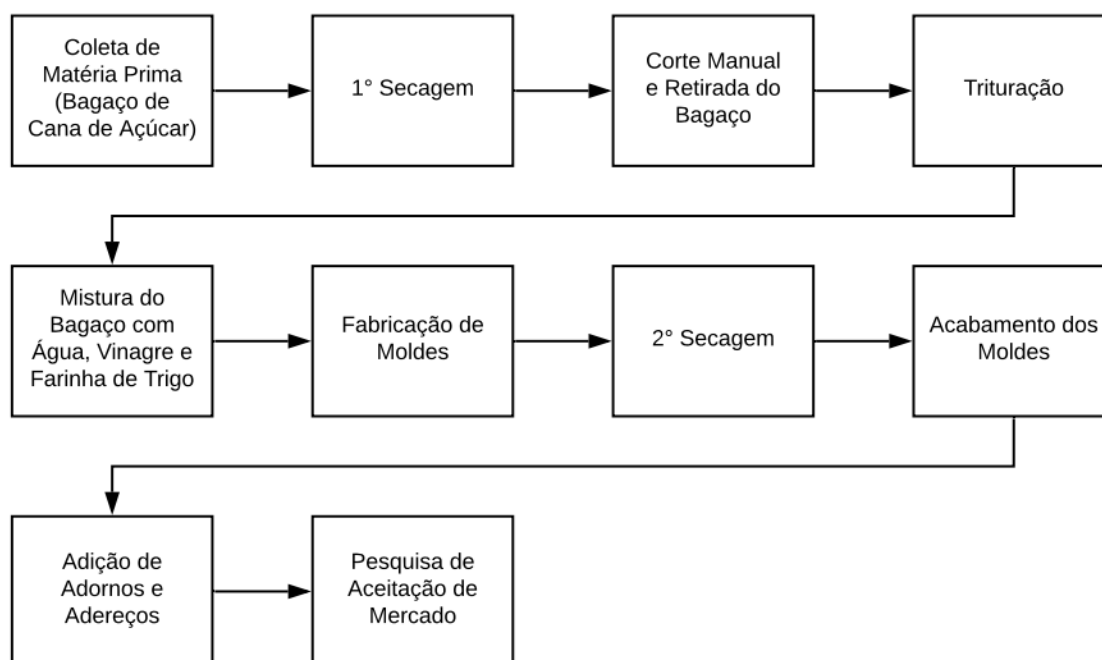 Coleta de
Matéria Prima
(Bagaço de
Cana de Açúcar)
1° Secagem
Corte Manual
e Retirada do
Bagaço
Trituração
Mistura do
Bagaço com
Água, Vinagre e
Farinha de Trigo
Fabricação de
Moldes
2° Secagem
Acabamento dos
Moldes
Adição de
Adornos e
Adereços
Pesquisa de
Aceitação de
Mercado